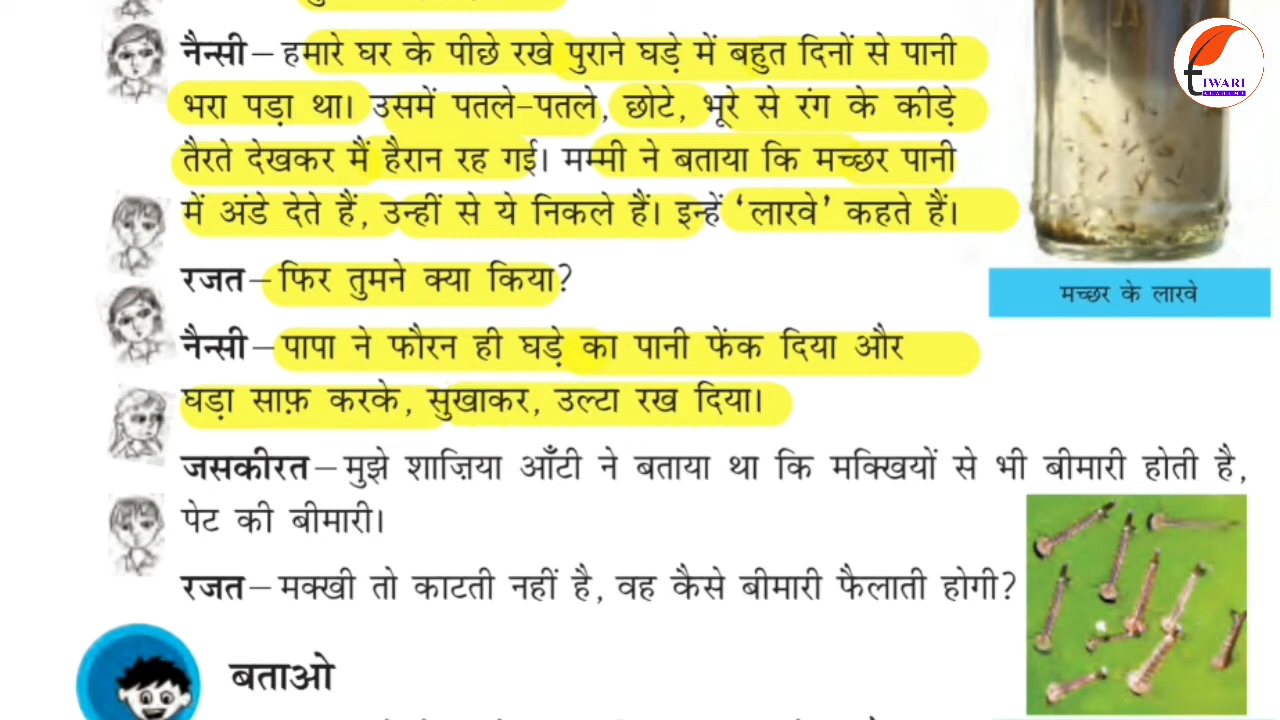 नैन्सी – हमारे घर के पीछे रखे पुराने घड़े में बहुत दिनों से पानी
भरा पड़ा था। उसमें पतले-पतले, छोटे, भूरे से रंग के कीड़े
तैरते देखकर मैं हैरान रह गई। मम्मी ने बताया कि मच्छर पानी
में अंडे देते हैं, उन्हीं से ये निकले हैं। इन्हें ‘लारवे’ कहते हैं।
रजत – फिर तुमने क्या किया?
नैन्सी – पापा ने फौरन ही घड़े का पानी फेंक दिया और
घड़ा साफ़ करके, सुखाकर, उल्टा रख दिया।
जसकीरत – मुझे शाज़िया आँटी ने बताया था कि मक्खियों से भी बीमारी होती है,
पेट की बीमारी।
रजत – मक्खी तो काटती नहीं है, वह कैसे बीमारी फैलाती होगी?
बताओ
मच्छर के लारवे
tIWARI
ACADEMY